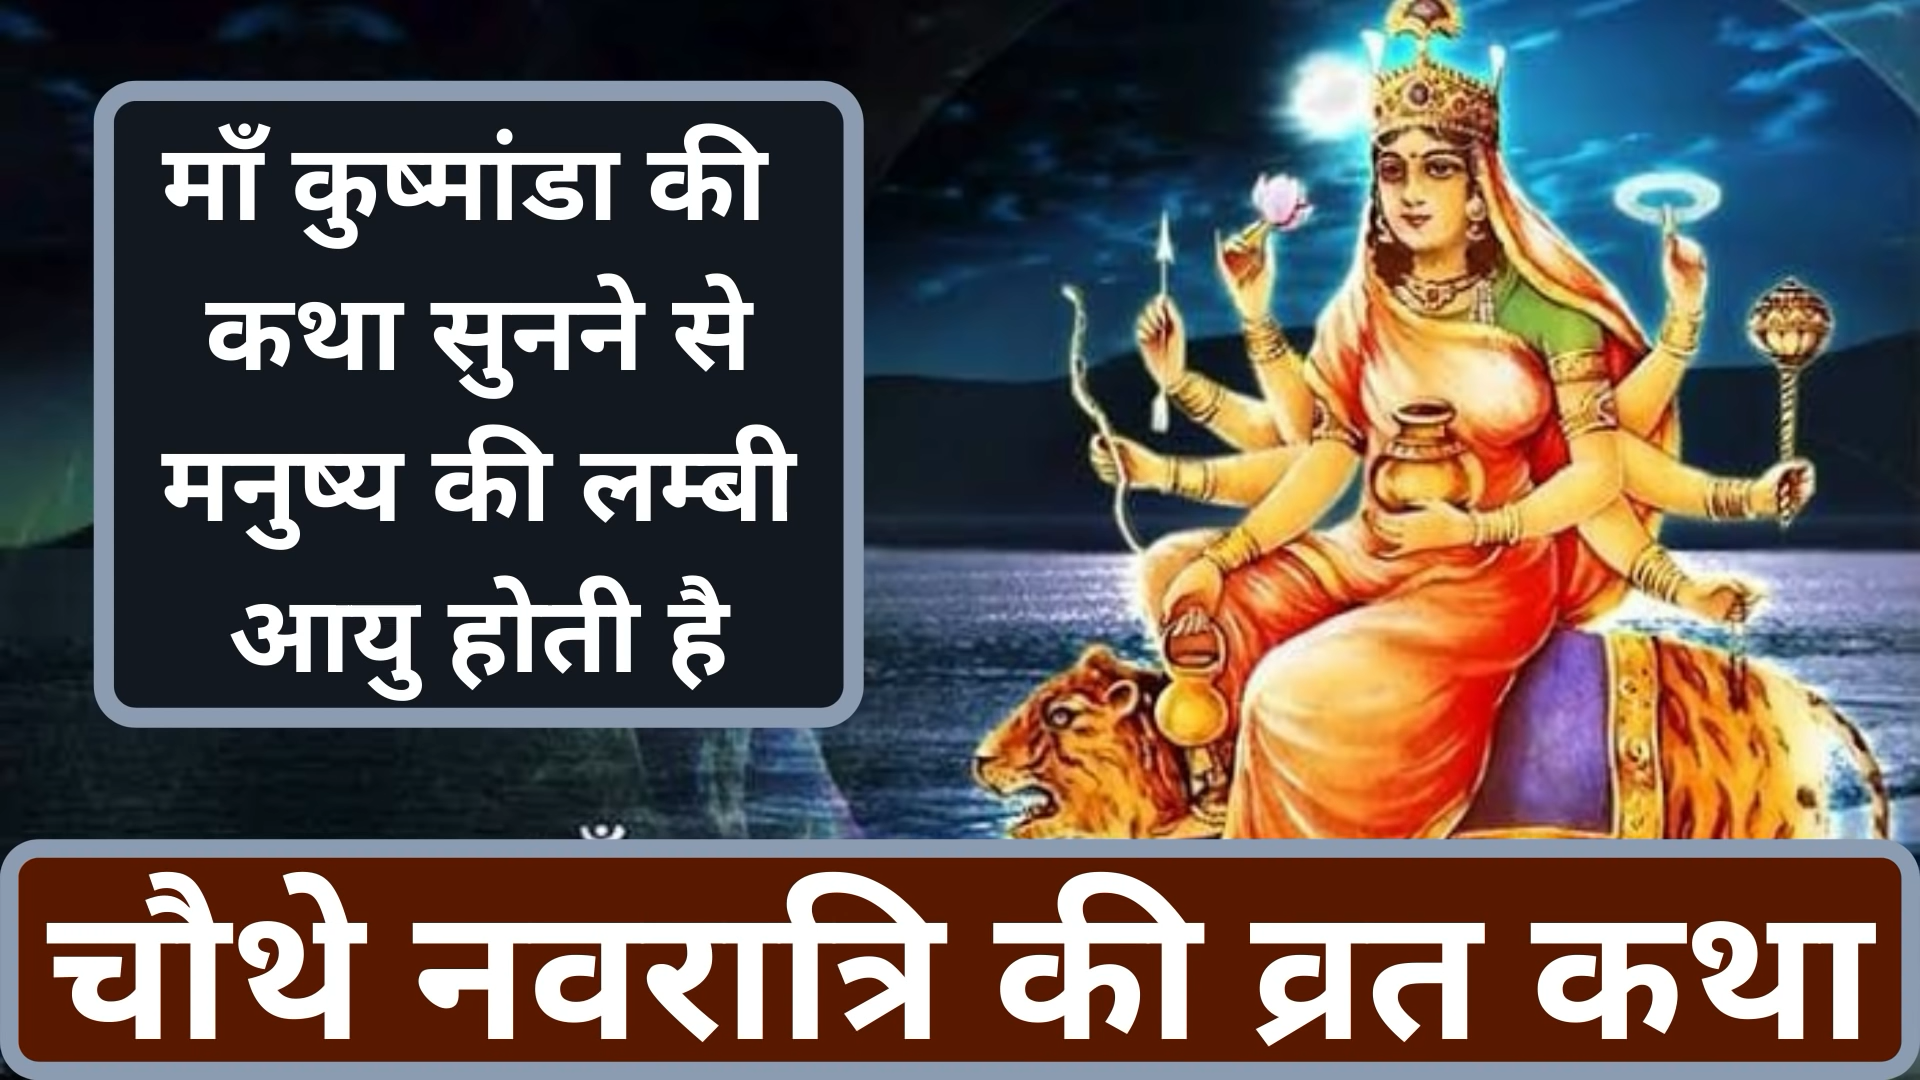 माँ कुष्मांडा की
कथा सुनने से
मनुष्य की लम्बी
आयु होती है
चौथे नवरात्रि की व्रत कथा